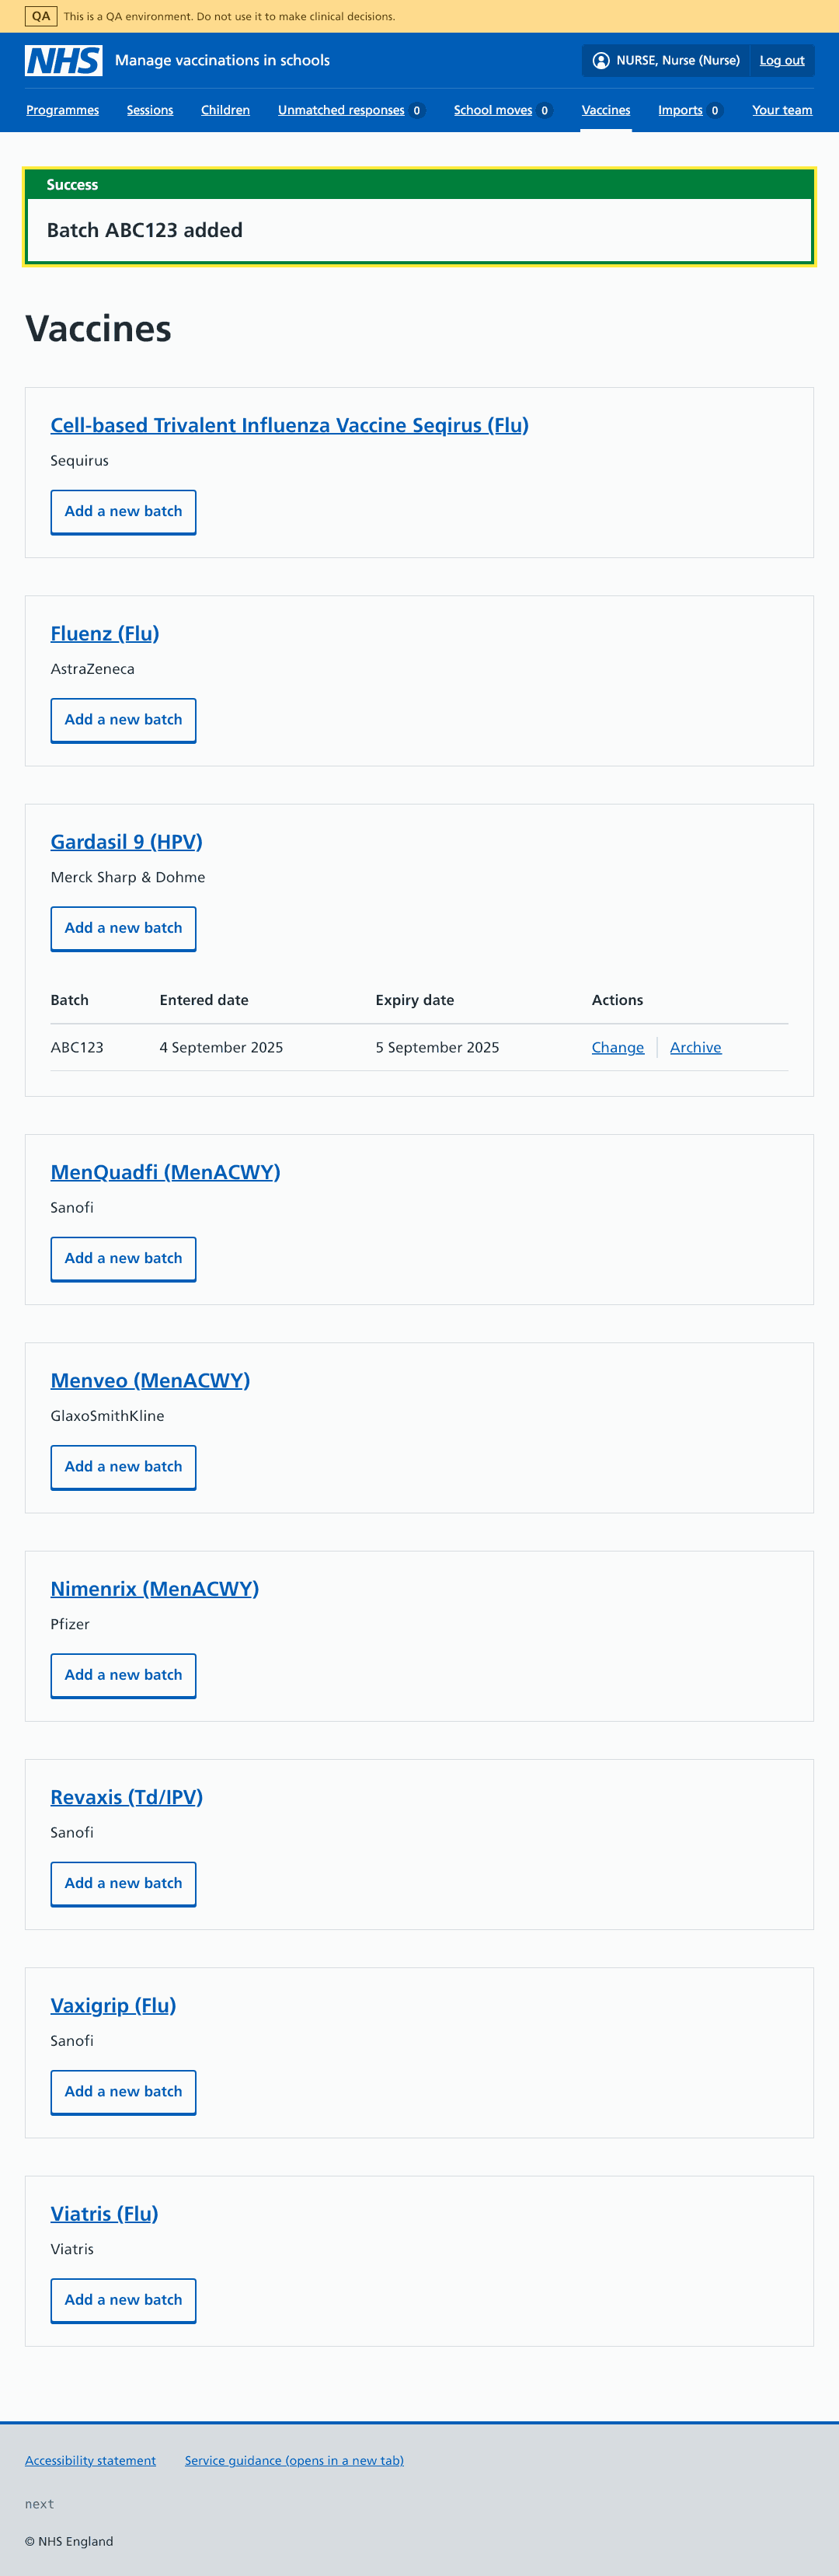 QA This is a QA environment. Do not use it to make clinical decisions.
NHS Manage vaccinations in schools NURSE, Nurse (Nurse) Log out
Programmes Sessions Children Unmatched responses 0 School moves 0 Vaccines Imports 0 Your team
Success
Batch ABC123 added
Vaccines
Cell-based Trivalent Influenza Vaccine Seqirus (Flu)
Sequirus
Add a new batch
Fluenz (Flu)
AstraZeneca
Add a new batch
Gardasil 9 (HPV)
Merck Sharp & Dohme
Add a new batch
Batch Entered date Expiry date Actions
ABC123 4 September 2025 5 September 2025 Change Archive
MenQuadfi (MenACWY)
Sanofi
Add a new batch
Menveo (MenACWY)
GlaxoSmithKline
Add a new batch
Nimenrix (MenACWY)
Pfizer
Add a new batch
Revaxis (Td/IPV)
Sanofi
Add a new batch
Vaxigrip (Flu)
Sanofi
Add a new batch
Viatris (Flu)
Viatris
Add a new batch
Accessibility statement Service guidance (opens in a new tab)
next
© NHS England